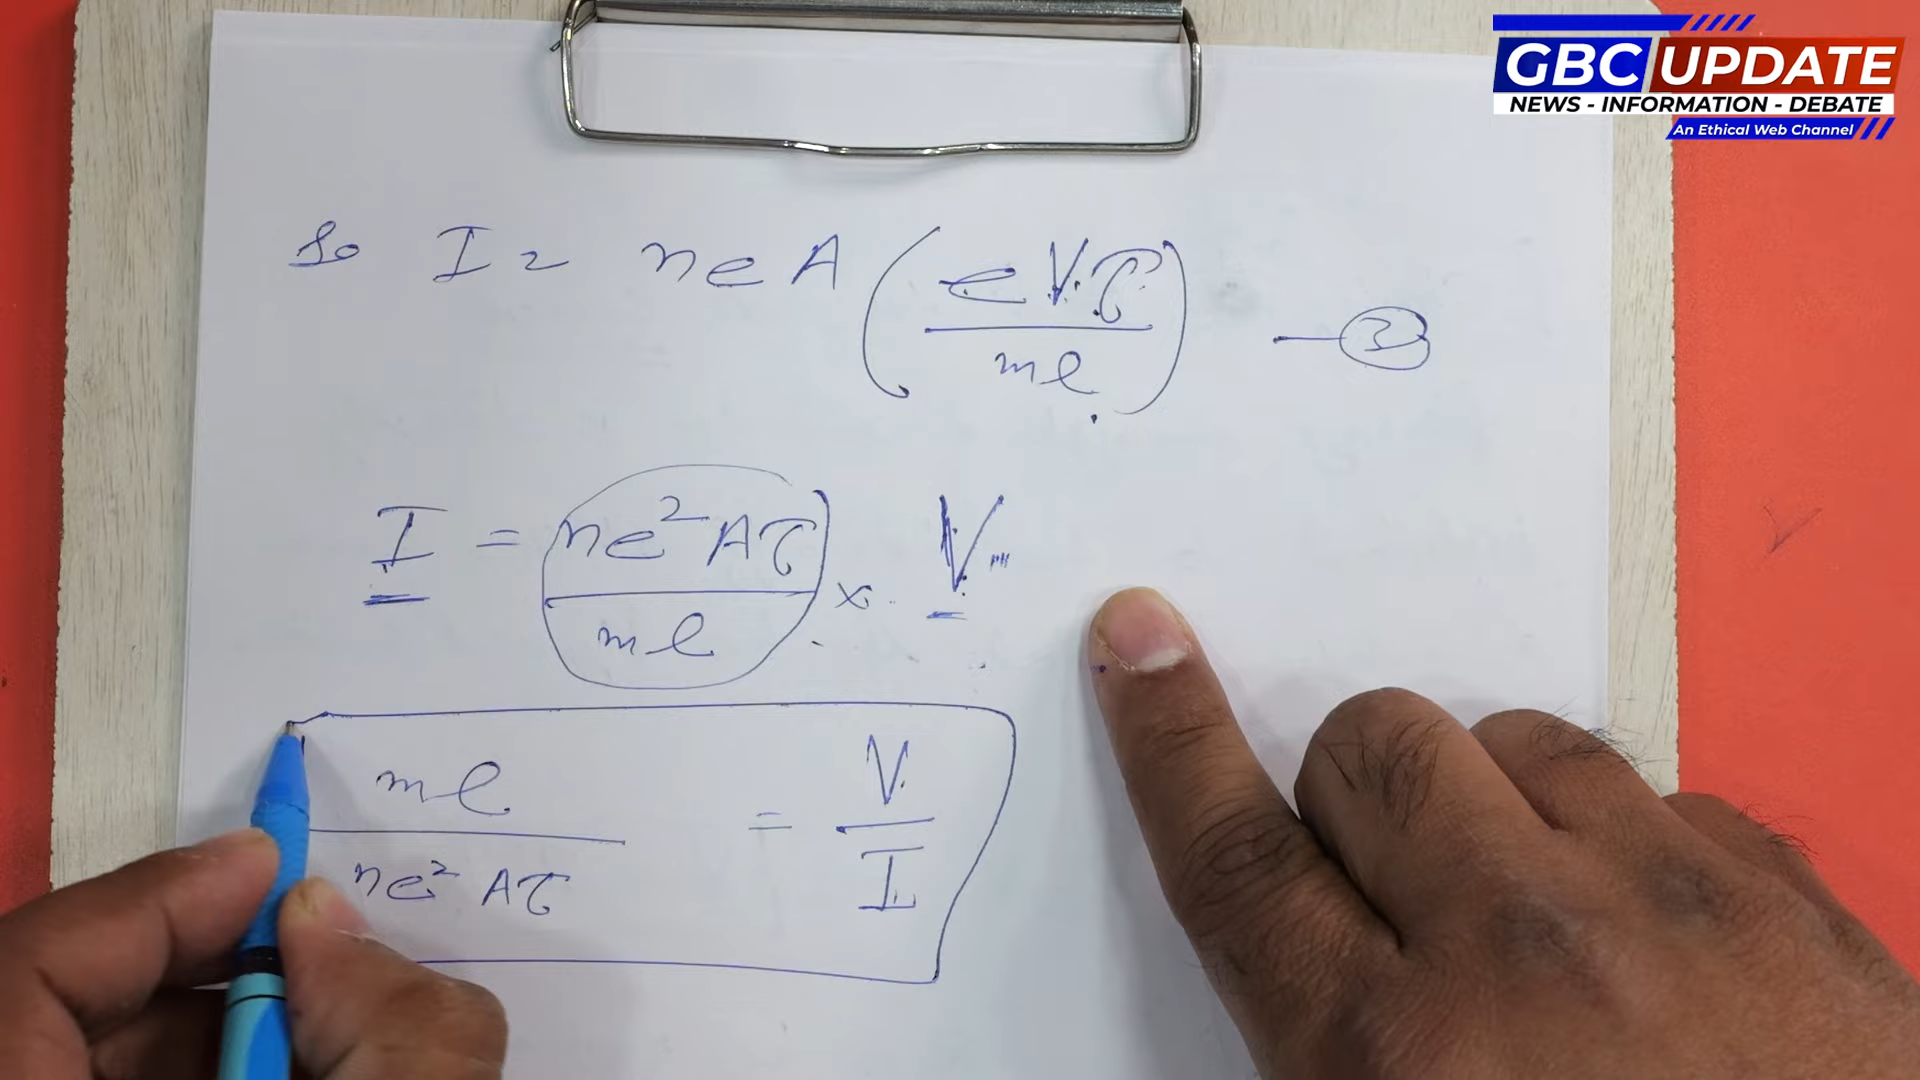 GBC UPDATE
NEWS - INFORMATION - DEBATE
An Ethical Web Channel
So I = neA (eVτ / ml) — ③
I = (ne²Aτ / ml) × V
ml / ne²Aτ = V / I